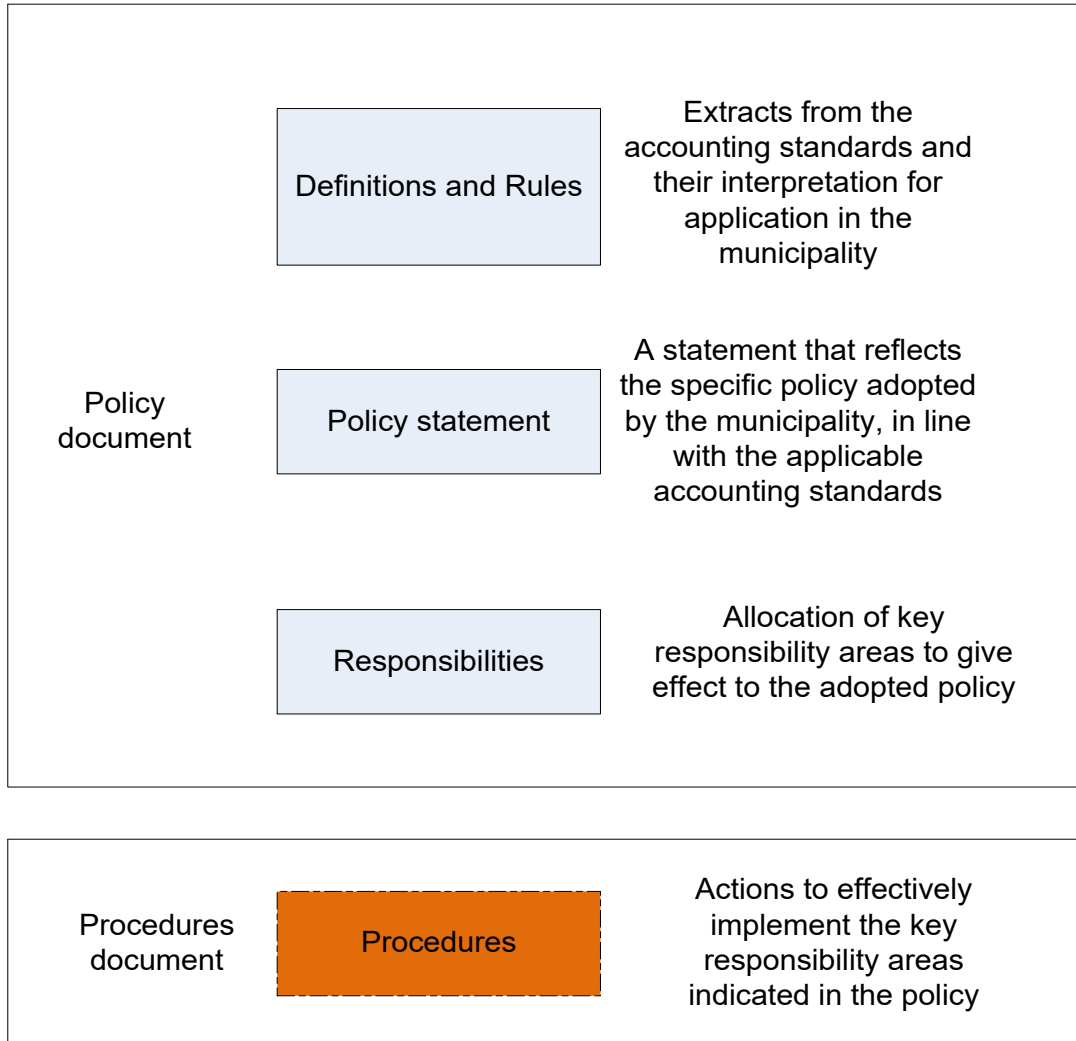 Definitions and Rules
Extracts from the
accounting standards and
their interpretation for
application in the
municipality
Policy
document
Policy statement
A statement that reflects
the specific policy adopted
by the municipality, in line
with the applicable
accounting standards
Responsibilities
Allocation of key
responsibility areas to give
effect to the adopted policy
Procedures
document
Procedures
Actions to effectively
implement the key
responsibility areas
indicated in the policy